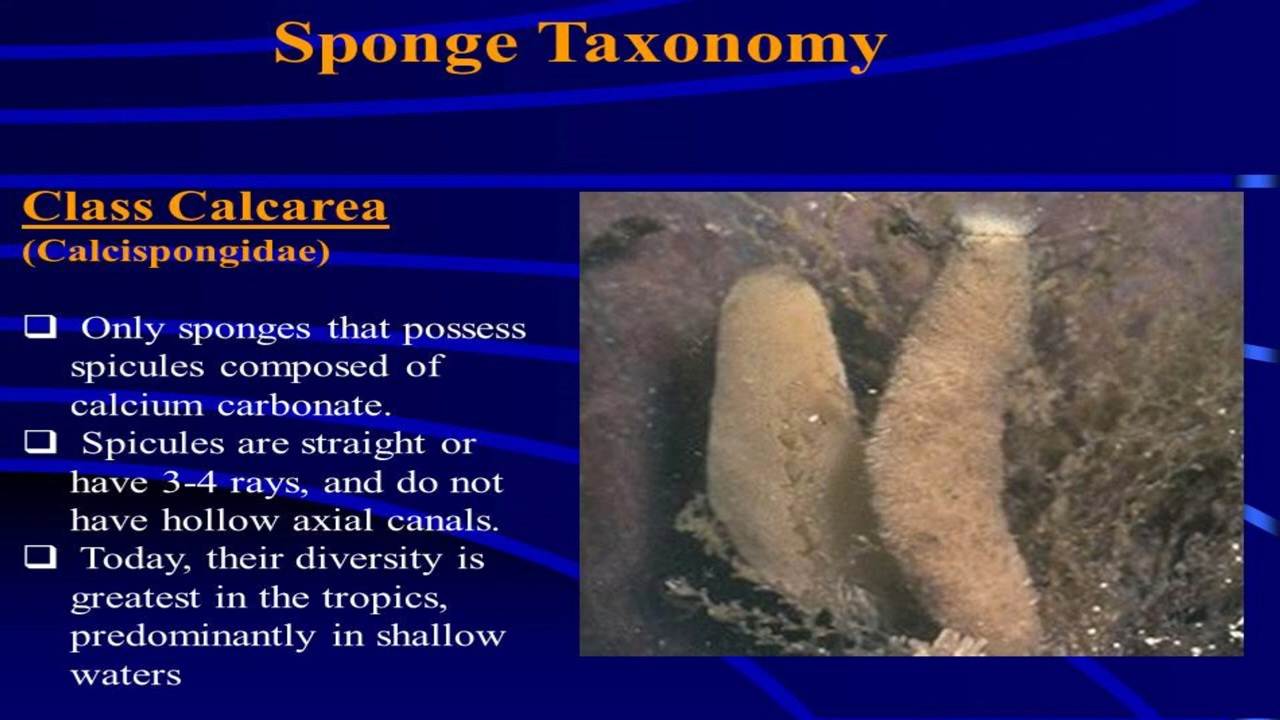 Sponge Taxonomy
Class Calcarea
(Calcispongidae)
❑ Only sponges that possess
spicules composed of
calcium carbonate.
❑ Spicules are straight or
have 3-4 rays, and do not
have hollow axial canals.
❑ Today, their diversity is
greatest in the tropics,
predominantly in shallow
waters